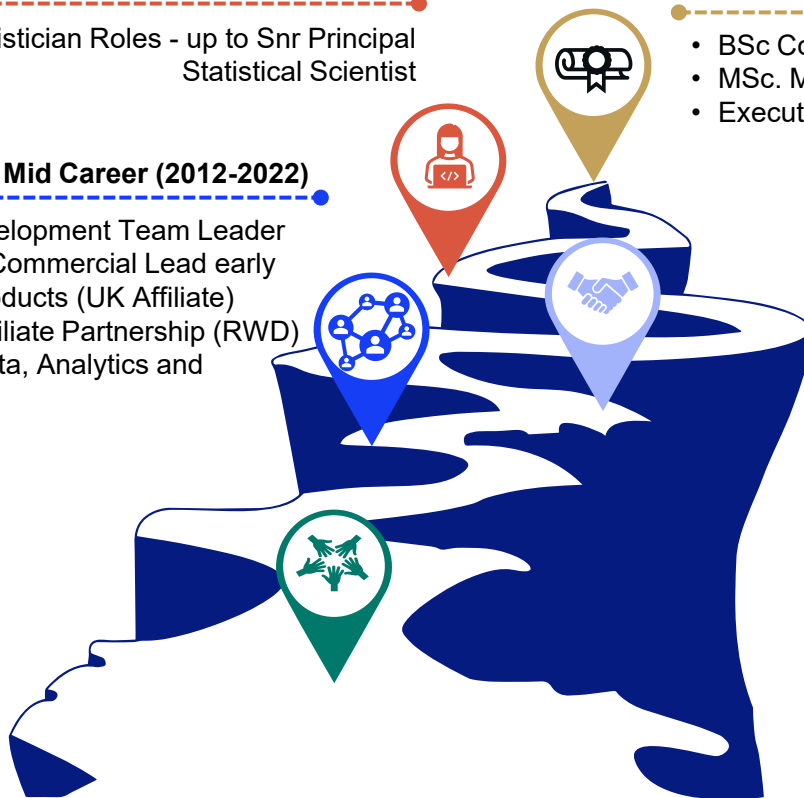 istician Roles - up to Snr Principal
Statistical Scientist
Mid Career (2012-2022)
elopment Team Leader
Commercial Lead early
ducts (UK Affiliate)
iliate Partnership (RWD)
ta, Analytics and
• BSc Co
• MSc. M
• Execut
</>